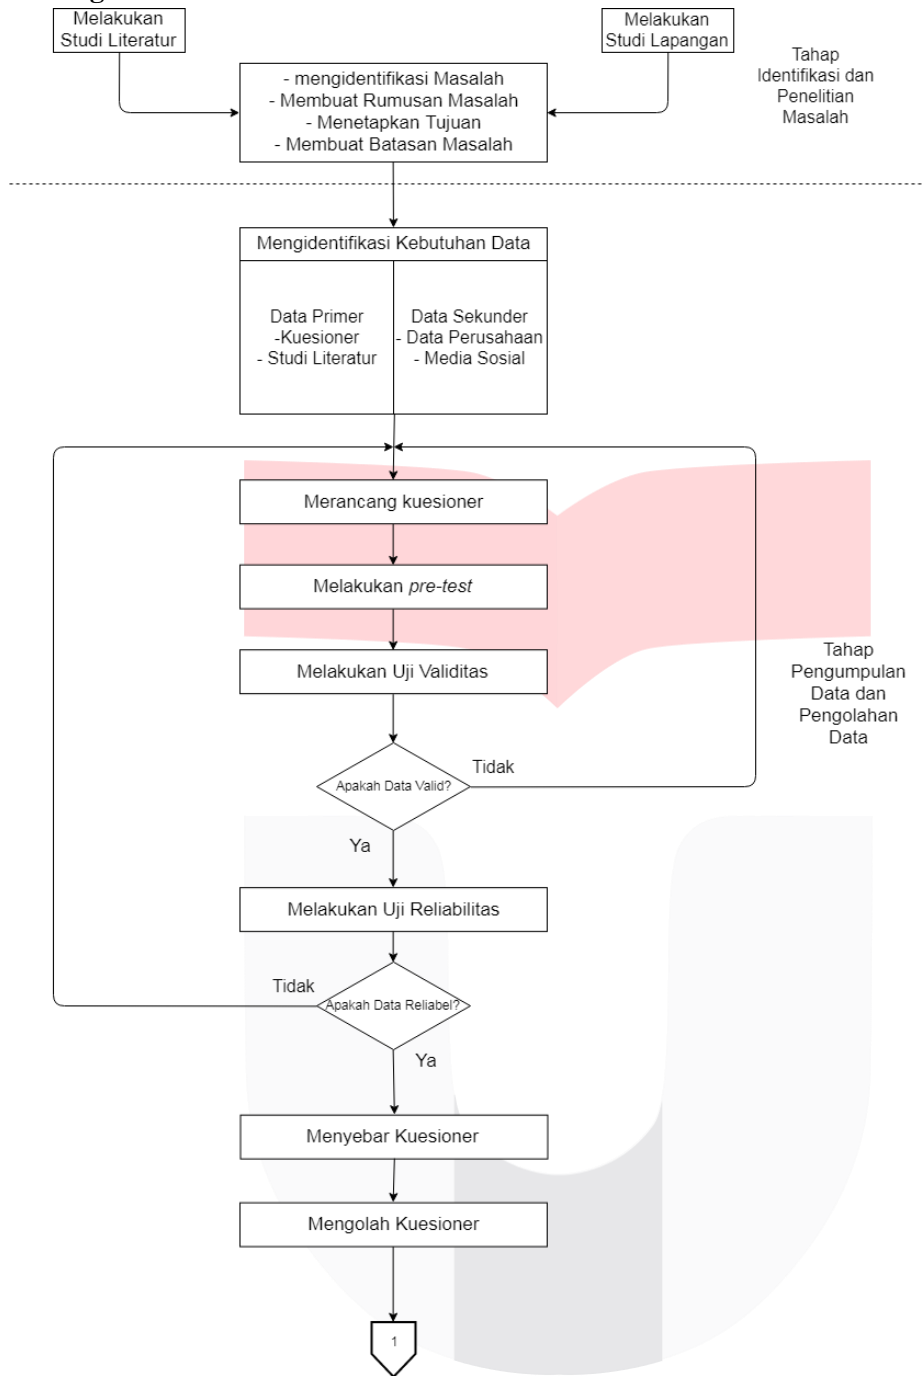 Melakukan
Studi Literatur
Melakukan
Studi Lapangan
Tahap
Identifikasi dan
Penelitian
Masalah
- mengidentifikasi Masalah
- Membuat Rumusan Masalah
- Menetapkan Tujuan
- Membuat Batasan Masalah
Mengidentifikasi Kebutuhan Data
Data Primer
-Kuesioner
- Studi Literatur
Data Sekunder
- Data Perusahaan
- Media Sosial
Merancang kuesioner
Melakukan pre-test
Melakukan Uji Validitas
Tahap
Pengumpulan
Data dan
Pengolahan
Data
Apakah Data Valid?
Tidak
Ya
Melakukan Uji Reliabilitas
Tidak
Apakah Data Reliabel?
Ya
Menyebar Kuesioner
Mengolah Kuesioner
1